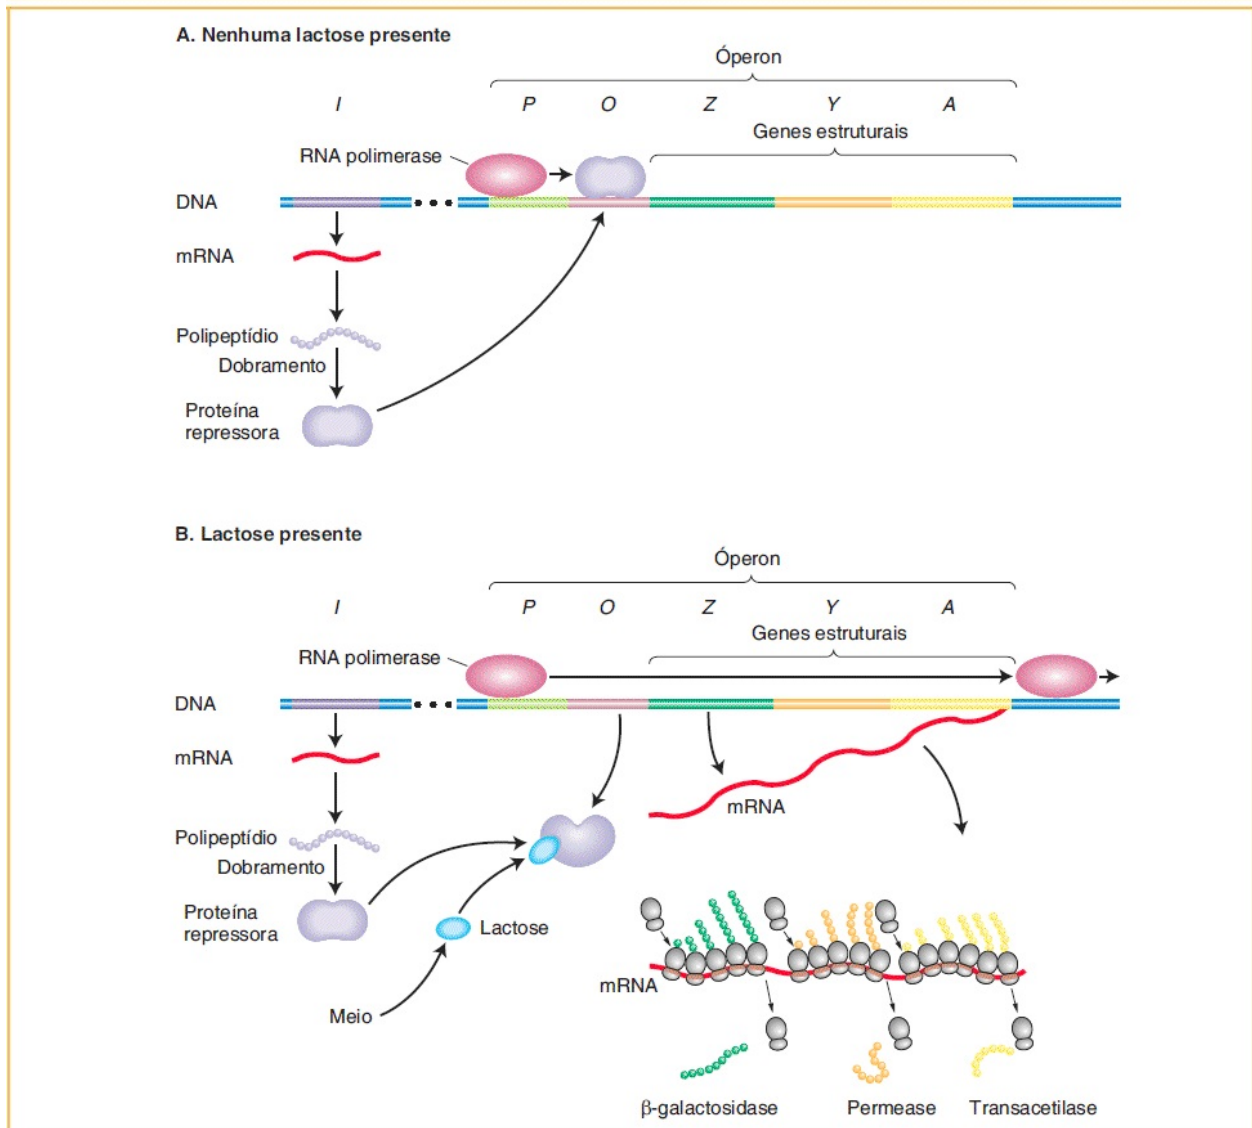 A. Nenhuma lactose presente
Óperon
I P O Z Y A
Genes estruturais
RNA polimerase
DNA
mRNA
Polipeptídio
Dobramento
Proteína
repressora
B. Lactose presente
Óperon
I P O Z Y A
Genes estruturais
RNA polimerase
DNA
mRNA
mRNA
Polipeptídio
Dobramento
Proteína
repressora
Lactose
Meio
mRNA
β-galactosidase Permease Transacetilase